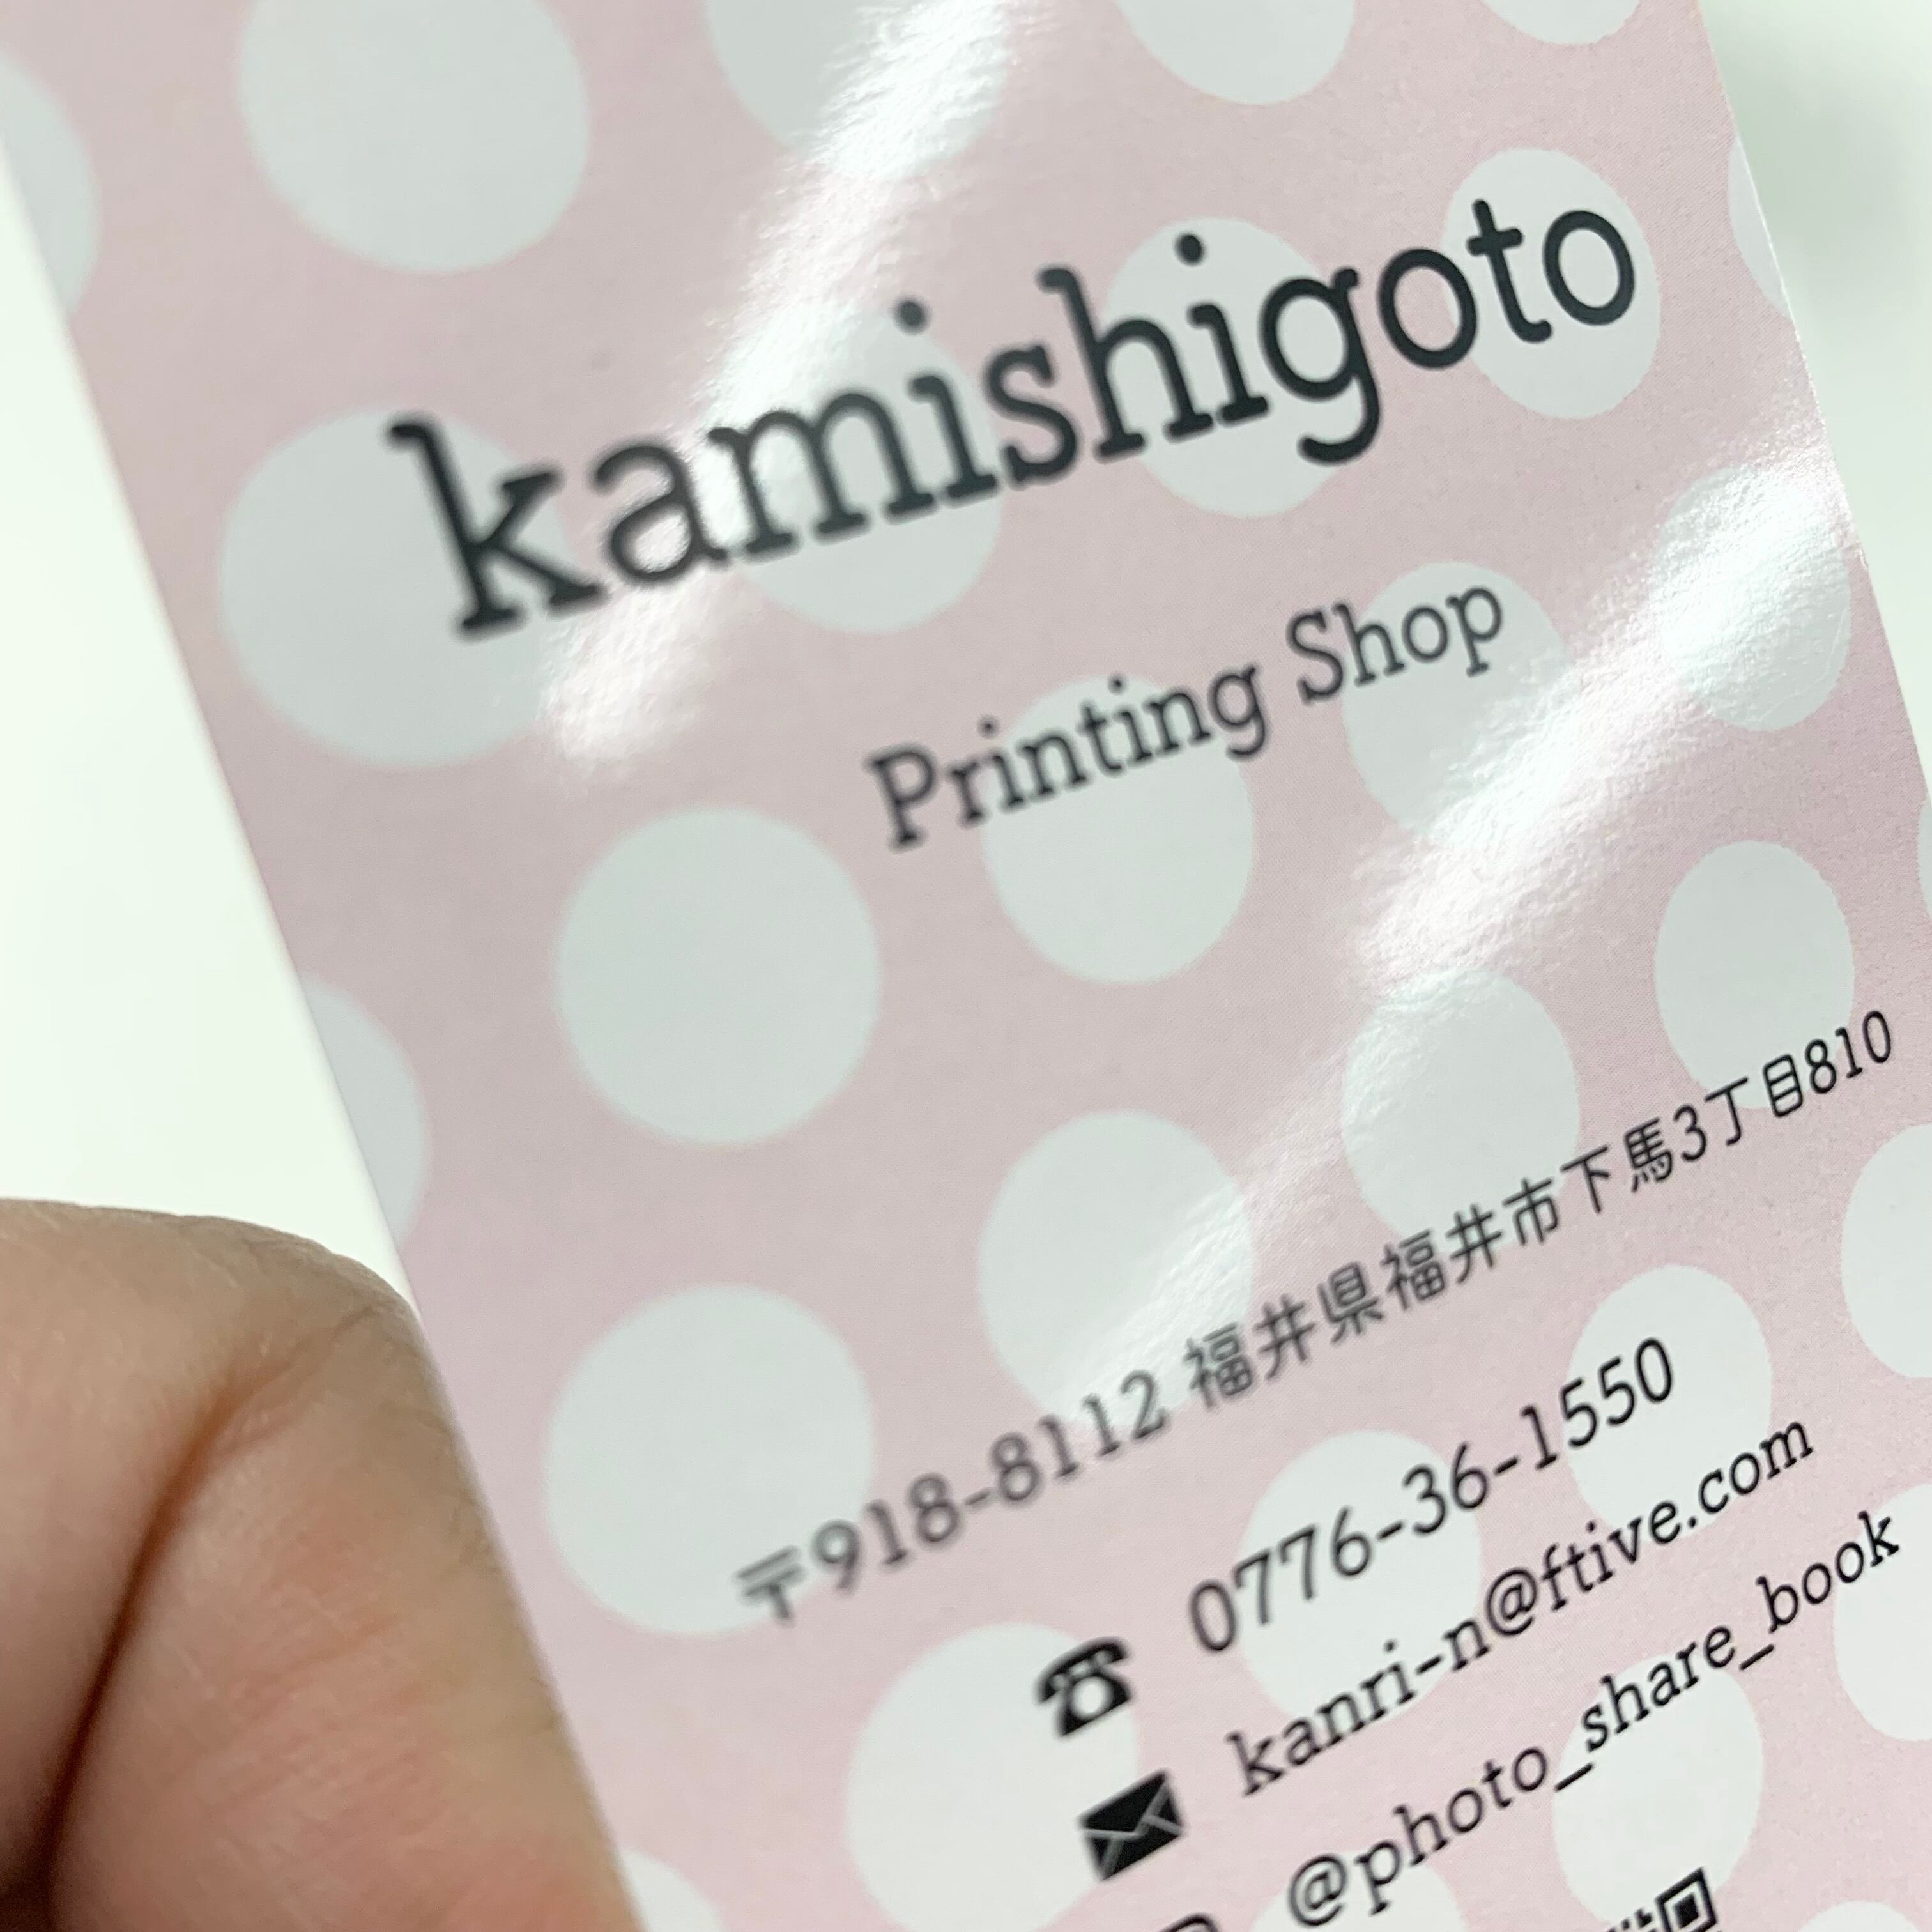 kamishigoto
Printing Shop
〒918-8112 福井県福井市下馬3丁目810
☎ 0776-36-1550
✉ kanri-n@ftive.com
@photo_share_book